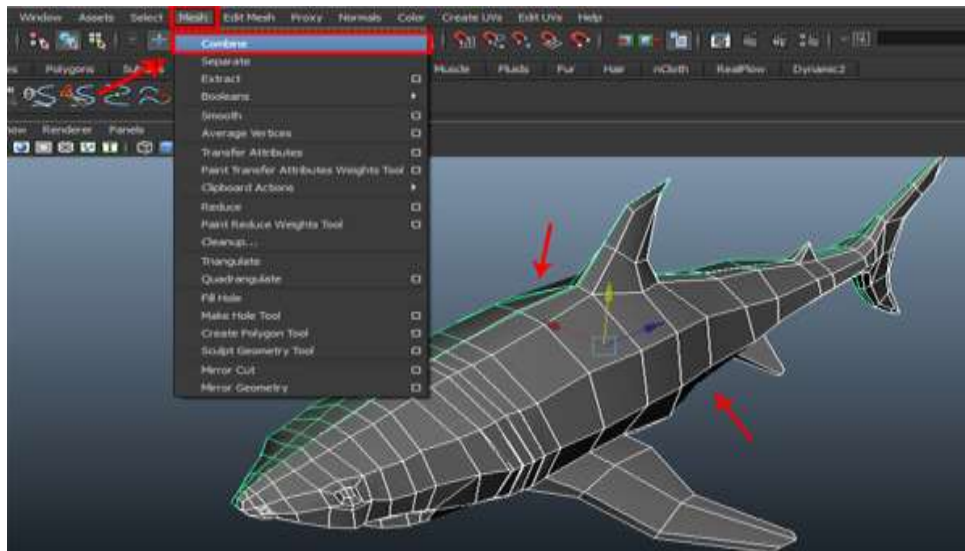 Window Assets Select Mesh Edit Mesh Proxy Normals Color Create UVs Edit UVs Help
Combine
Separate
Polygons Muscle Fluids Fur Hair nCloth RealFlow Dynamic2
Extract
Booleans
Smooth
Renderer Panels
Average Vertices
Transfer Attributes
Paint Transfer Attributes Weights Tool
Clipboard Actions
Reduce
Paint Reduce Weights Tool
Cleanup...
Triangulate
Quadrangulate
Fill Hole
Make Hole Tool
Create Polygon Tool
Sculpt Geometry Tool
Mirror Cut
Mirror Geometry